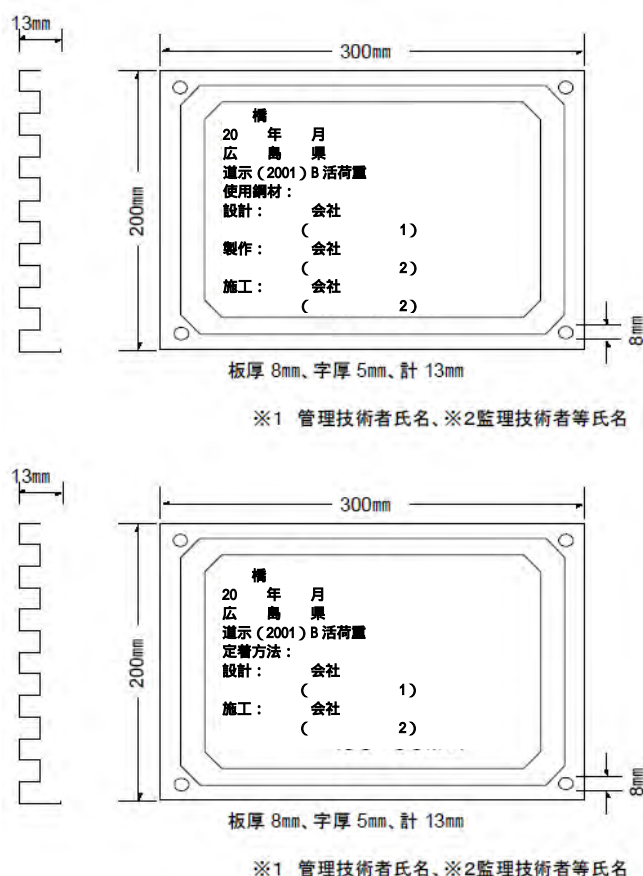 13mm
300mm
200mm
橋
20 年 月
広 島 県
道示（2001）B活荷重
使用鋼材：
設計： 会社
（ 1）
製作： 会社
（ 2）
施工： 会社
（ 2）
8mm
板厚 8mm、字厚 5mm、計 13mm
※1 管理技術者氏名、※2監理技術者等氏名
13mm
300mm
200mm
橋
20 年 月
広 島 県
道示（2001）B活荷重
定着方法：
設計： 会社
（ 1）
施工： 会社
（ 2）
8mm
板厚 8mm、字厚 5mm、計 13mm
※1 管理技術者氏名、※2監理技術者等氏名